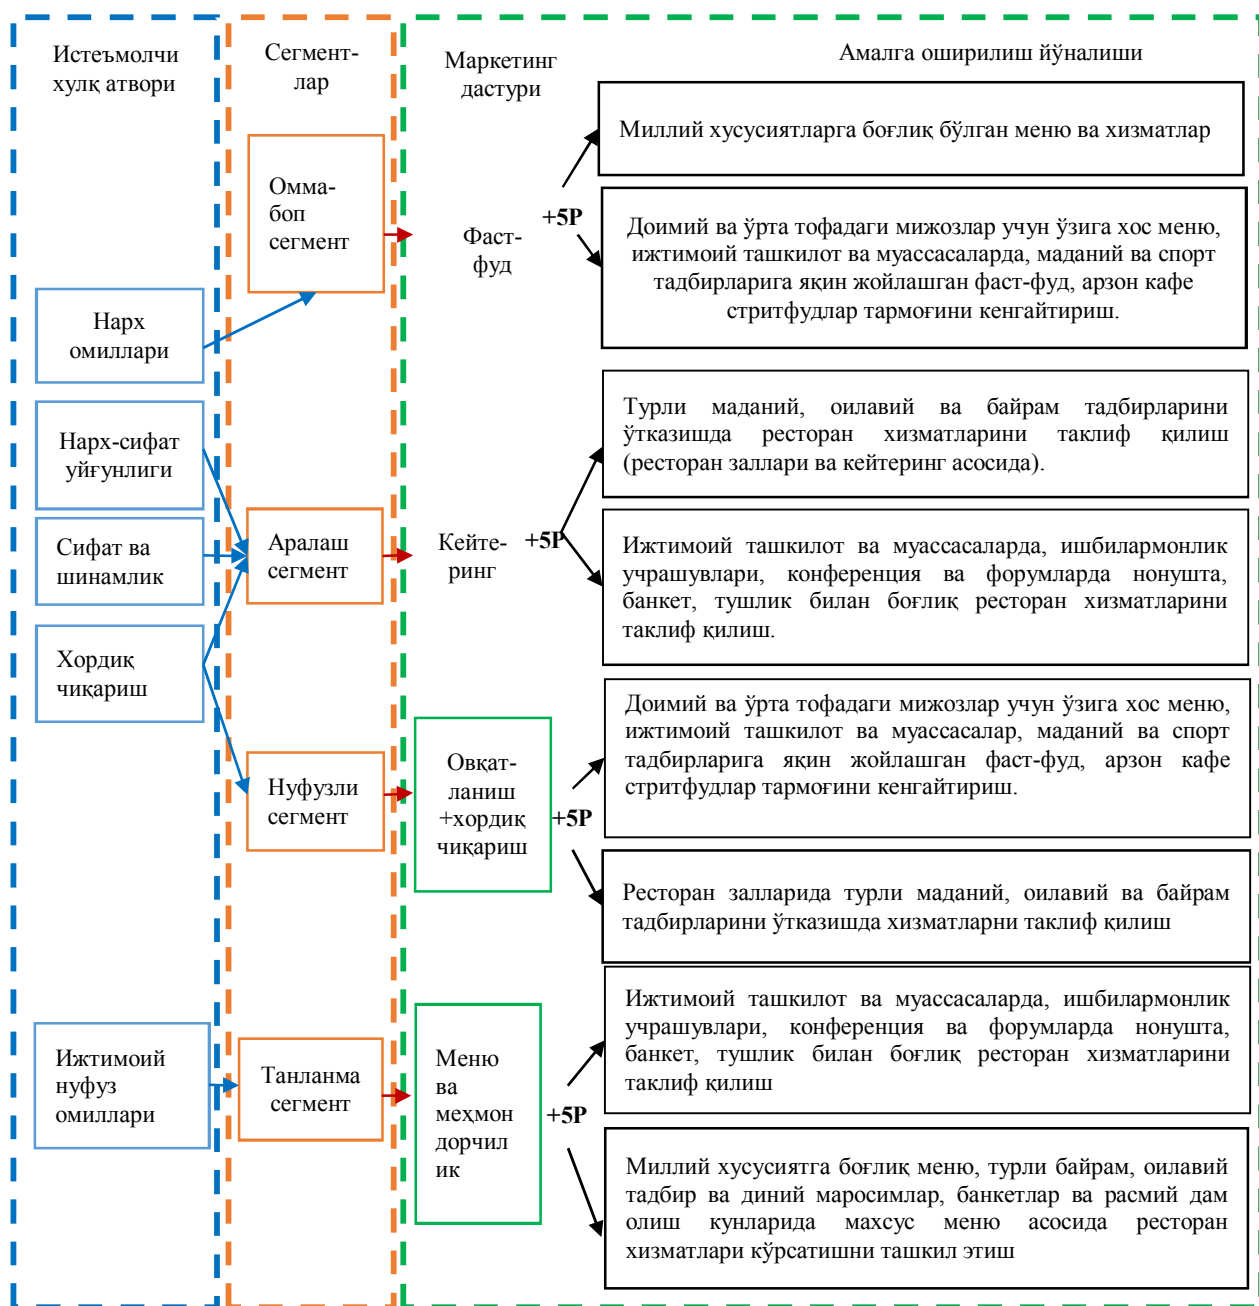 Истеъмолчи
хулқ атвори
Сегмент-
лар
Маркетинг
дастури
Амалга оширилиш йўналиши
Нарх
омиллари
Нарх-сифат
уйғунлиги
Сифат ва
шинамлик
Хордиқ
чиқариш
Ижтимоий
нуфуз
омиллари
Омма-
боп
сегмент
Аралаш
сегмент
Нуфузли
сегмент
Танланма
сегмент
Фаст-
фуд
+5P
Миллий хусусиятларга боғлиқ бўлган меню ва хизматлар
Доимий ва ўрта тофадаги мижозлар учун ўзига хос меню,
ижтимоий ташкилот ва муассасаларда, маданий ва спорт
тадбирларига яқин жойлашган фаст-фуд, арзон кафе
стритфудлар тармоғини кенгайтириш.
Кейте-
ринг
+5P
Турли маданий, оилавий ва байрам тадбирларини
ўтказишда ресторан хизматларини таклиф қилиш
(ресторан заллари ва кейтеринг асосида).
Ижтимоий ташкилот ва муассасаларда, ишбилармонлик
учрашувлари, конференция ва форумларда нонушта,
банкет, тушлик билан боғлиқ ресторан хизматларини
таклиф қилиш.
Овқат-
ланиш
+хордиқ
чиқариш
+5P
Доимий ва ўрта тофадаги мижозлар учун ўзига хос меню,
ижтимоий ташкилот ва муассасалар, маданий ва спорт
тадбирларига яқин жойлашган фаст-фуд, арзон кафе
стритфудлар тармоғини кенгайтириш.
Ресторан залларида турли маданий, оилавий ва байрам
тадбирларини ўтказишда хизматларни таклиф қилиш
Меню
ва
меҳмон
дорчил
ик
+5P
Ижтимоий ташкилот ва муассасаларда, ишбилармонлик
учрашувлари, конференция ва форумларда нонушта,
банкет, тушлик билан боғлиқ ресторан хизматларини
таклиф қилиш
Миллий хусусиятга боғлиқ меню, турли байрам, оилавий
тадбир ва диний маросимлар, банкетлар ва расмий дам
олиш кунларида махсус меню асосида ресторан
хизматлари кўрсатишни ташкил этиш